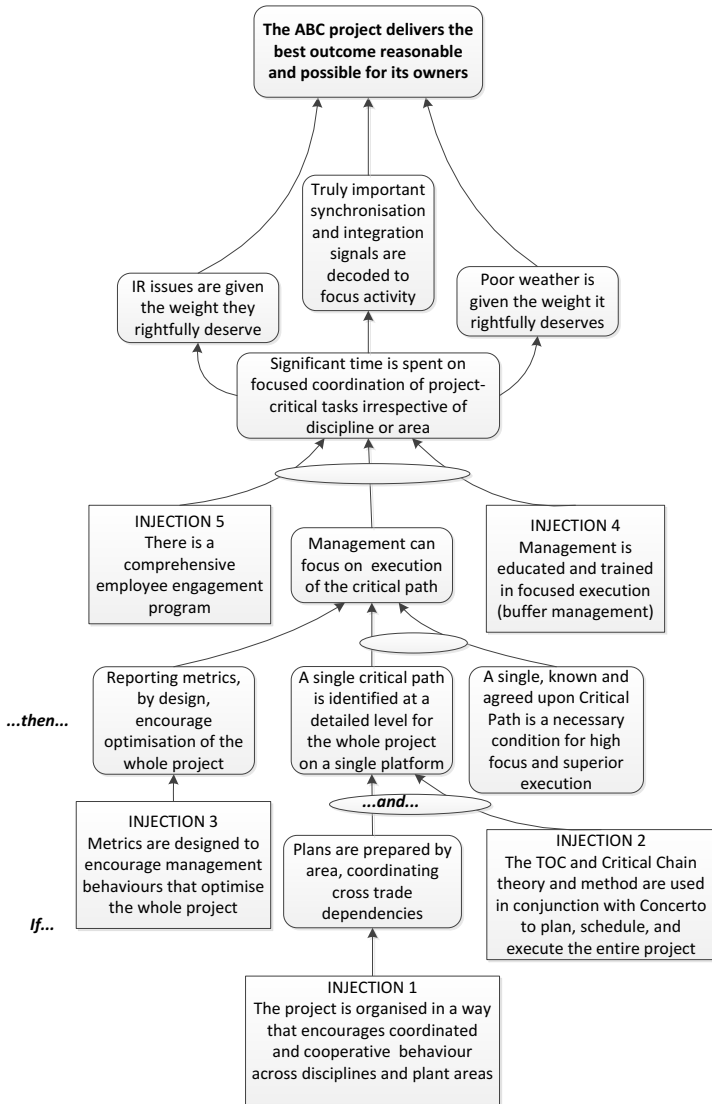 The ABC project delivers the
best outcome reasonable
and possible for its owners
Truly important
synchronisation
and integration
signals are
decoded to
focus activity
IR issues are given
the weight they
rightfully deserve
Poor weather is
given the weight it
rightfully deserves
Significant time is spent on
focused coordination of project-
critical tasks irrespective of
discipline or area
INJECTION 5
There is a
comprehensive
employee engagement
program
Management can
focus on execution
of the critical path
INJECTION 4
Management is
educated and trained
in focused execution
(buffer management)
...then...
Reporting metrics,
by design,
encourage
optimisation of the
whole project
A single critical path
is identified at a
detailed level for
the whole project
on a single platform
A single, known and
agreed upon Critical
Path is a necessary
condition for high
focus and superior
execution
...and...
If...
INJECTION 3
Metrics are designed to
encourage management
behaviours that optimise
the whole project
Plans are prepared by
area, coordinating
cross trade
dependencies
INJECTION 2
The TOC and Critical Chain
theory and method are used
in conjunction with Concerto
to plan, schedule, and
execute the entire project
INJECTION 1
The project is organised in a way
that encourages coordinated
and cooperative behaviour
across disciplines and plant areas